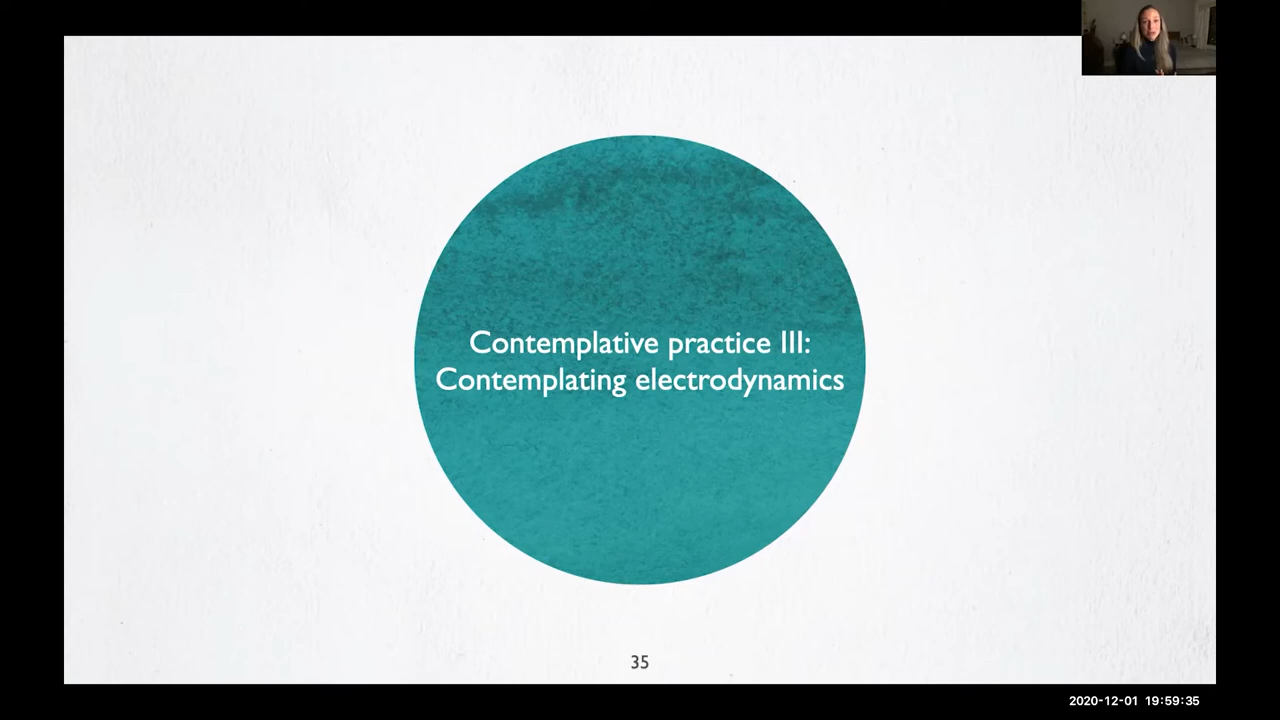 Contemplative practice III:
Contemplating electrodynamics
35
2020-12-01 19:59:35